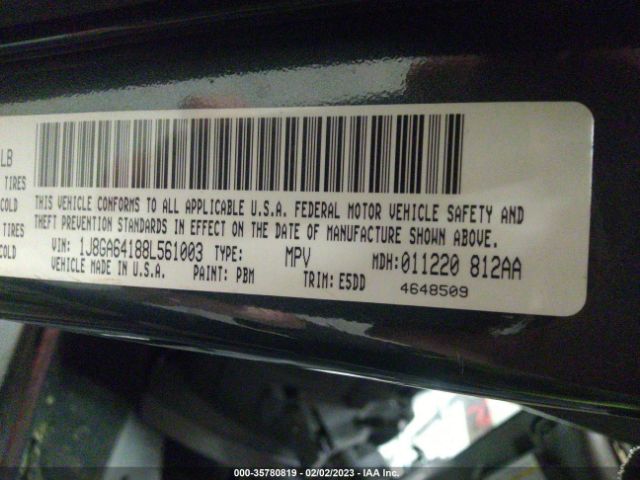 LB
TIRES
COLD
TIRES
COLD
THIS VEHICLE CONFORMS TO ALL APPLICABLE U.S.A. FEDERAL MOTOR VEHICLE SAFETY AND
THEFT PREVENTION STANDARDS IN EFFECT ON THE DATE OF MANUFACTURE SHOWN ABOVE.
VIN: 1J8GA64188L561003 TYPE: MPV MDH:011220 812AA
VEHICLE MADE IN U.S.A. PAINT: PBM TRIM: E5DD 4648509
000-35780819 - 02/02/2023 - © IAA Inc.